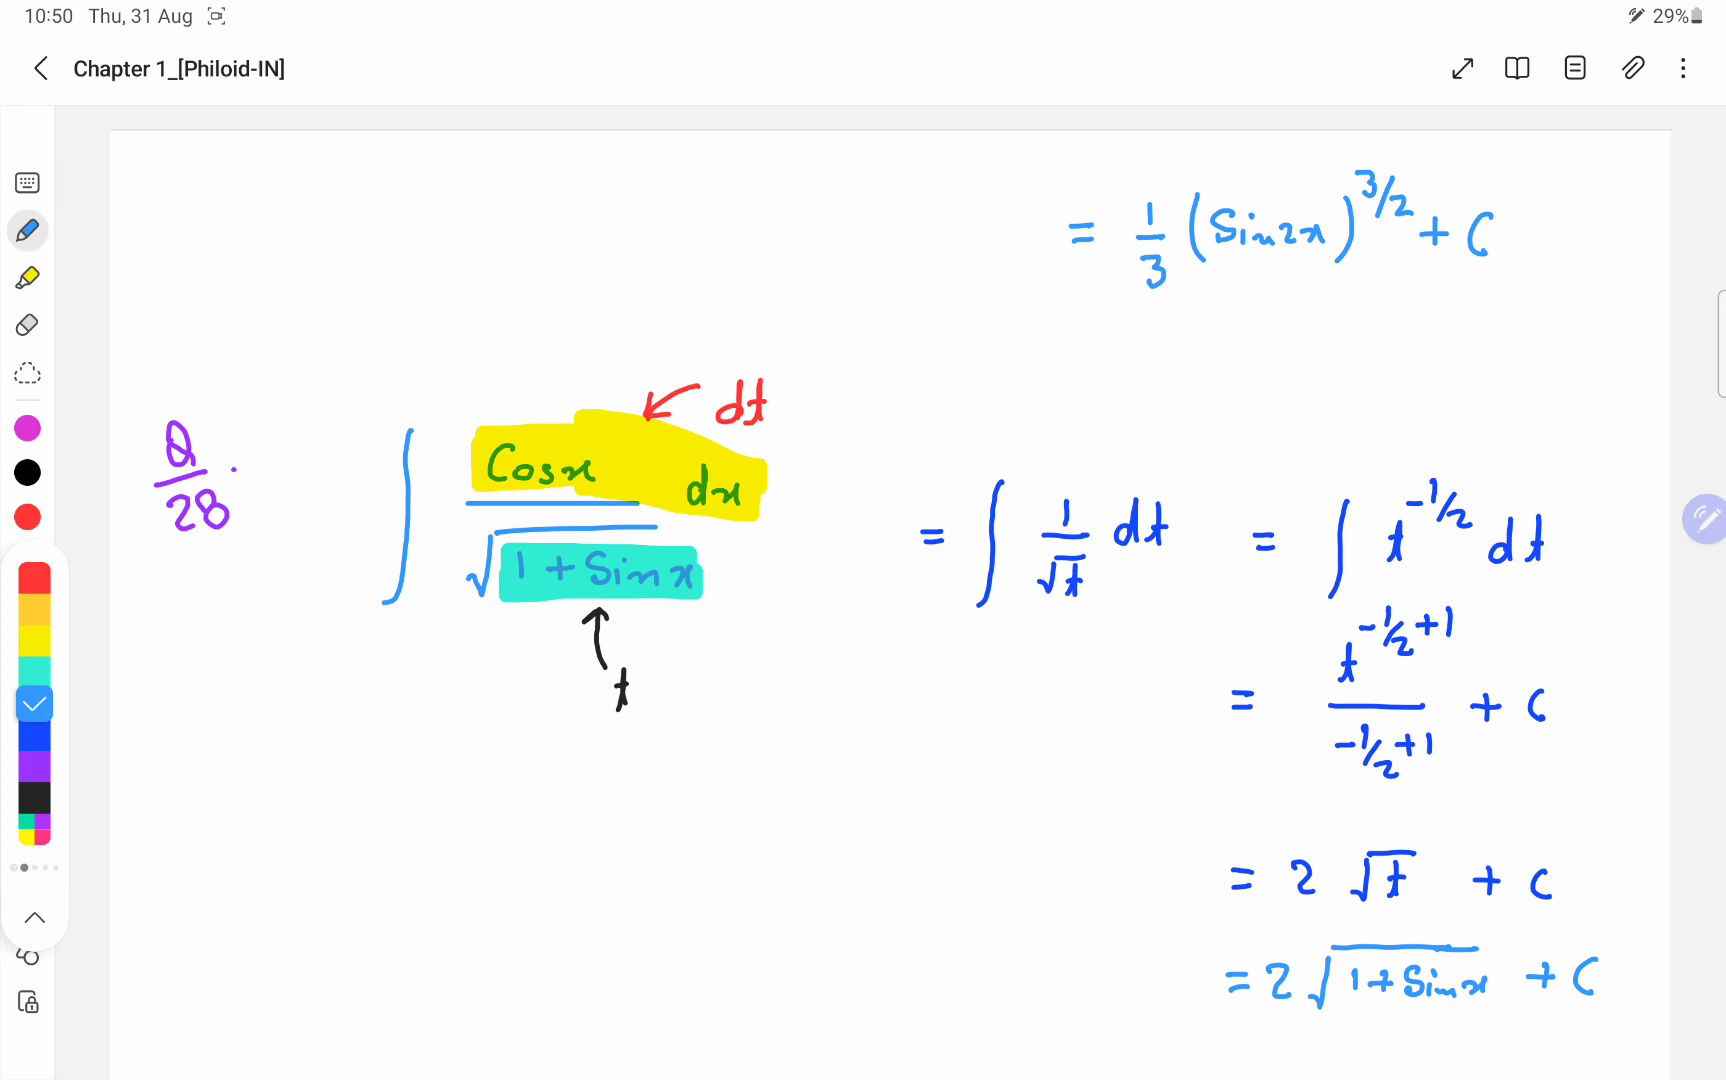 10:50 Thu, 31 Aug
29%
Chapter 1_[Philoid-IN]
= 1/3 (Sin2x)^3/2 + C
Q/28.
∫ Cosx/√(1 + Sinx) dx
dt
t
= ∫ 1/√t dt = ∫ t^-1/2 dt
= t^(-1/2+1)/(-1/2+1) + C
= 2 √t + C
= 2√(1+Sinx) + C